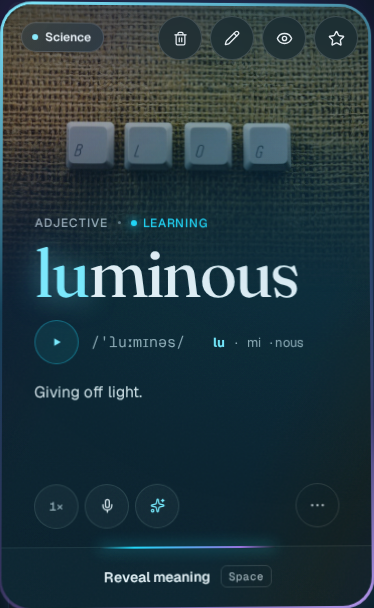 Science
B L O G
ADJECTIVE • LEARNING
luminous
/ˈluːmɪnəs/ lu · mi · nous
Giving off light.
1×
Reveal meaning Space